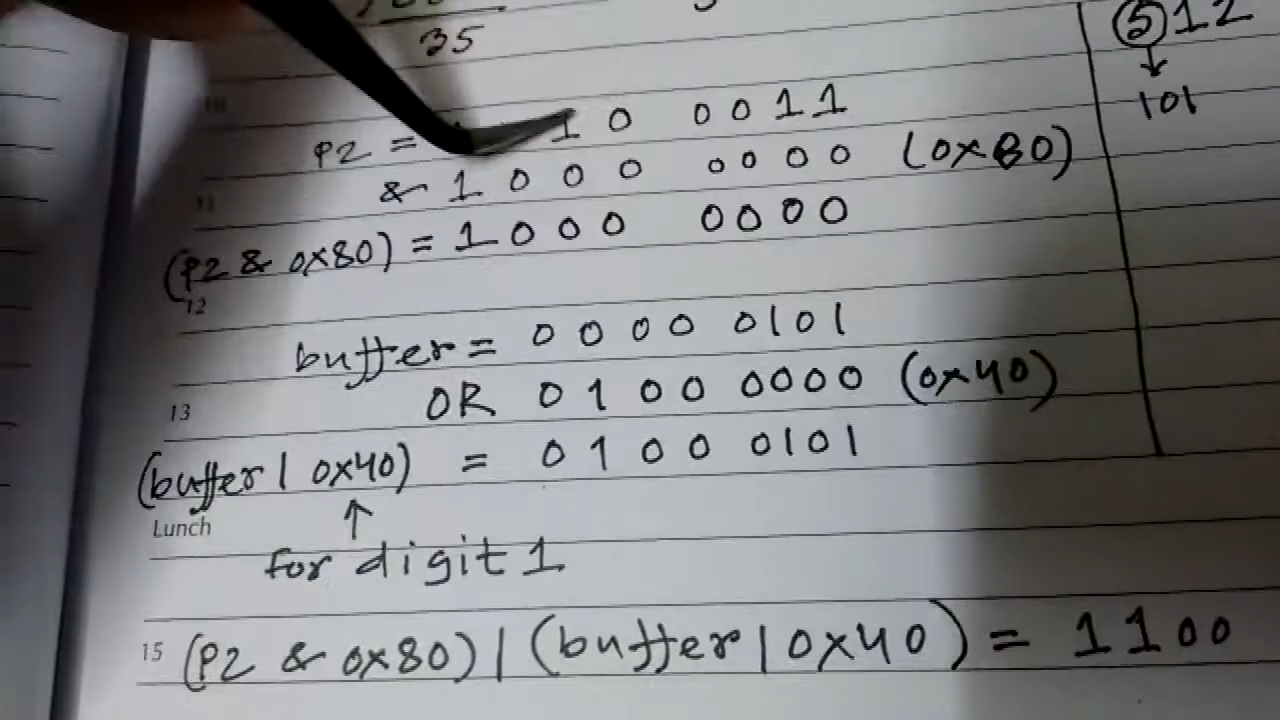 35
512
101
P2 = 1 0 0 0 1 1
& 1 0 0 0 0 0 0 0 (0x80)
11
(P2 & 0x80) = 1 0 0 0 0 0 0 0
12
buffer = 0 0 0 0 0 1 0 1
OR 0 1 0 0 0 0 0 0 (0x40)
13
(buffer | 0x40) = 0 1 0 0 0 1 0 1
Lunch
for digit 1
15 (P2 & 0x80) | (buffer | 0x40) = 1 1 0 0